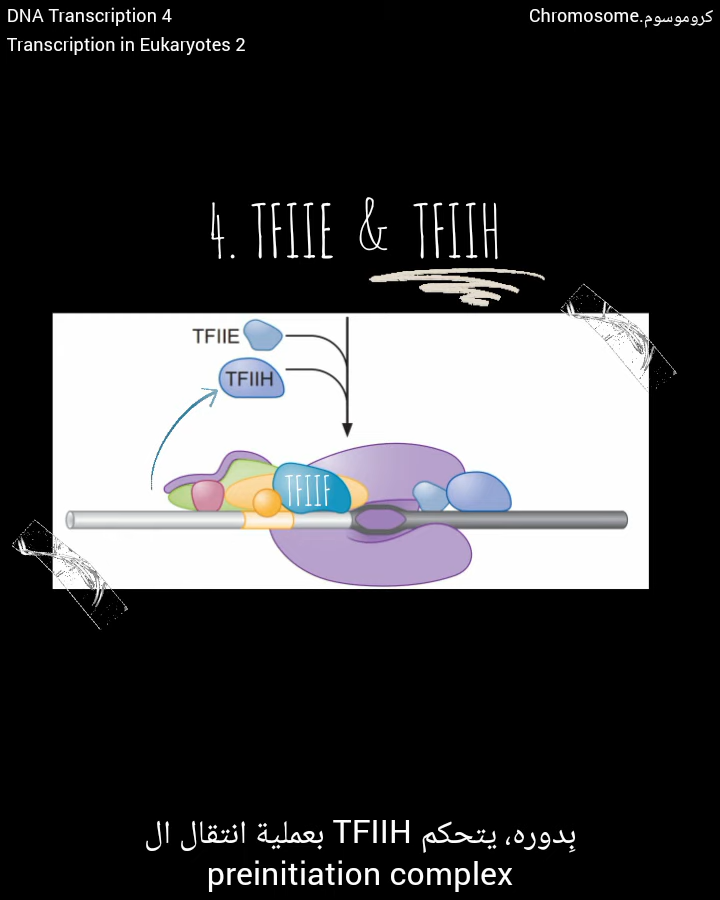 DNA Transcription 4
Chromosome.كروموسوم
Transcription in Eukaryotes 2
4. TFIIE & TFIIH
TFIIE
TFIIH
TFIIF
بِدوره، يتحكم TFIIH بعملية انتقال ال
preinitiation complex